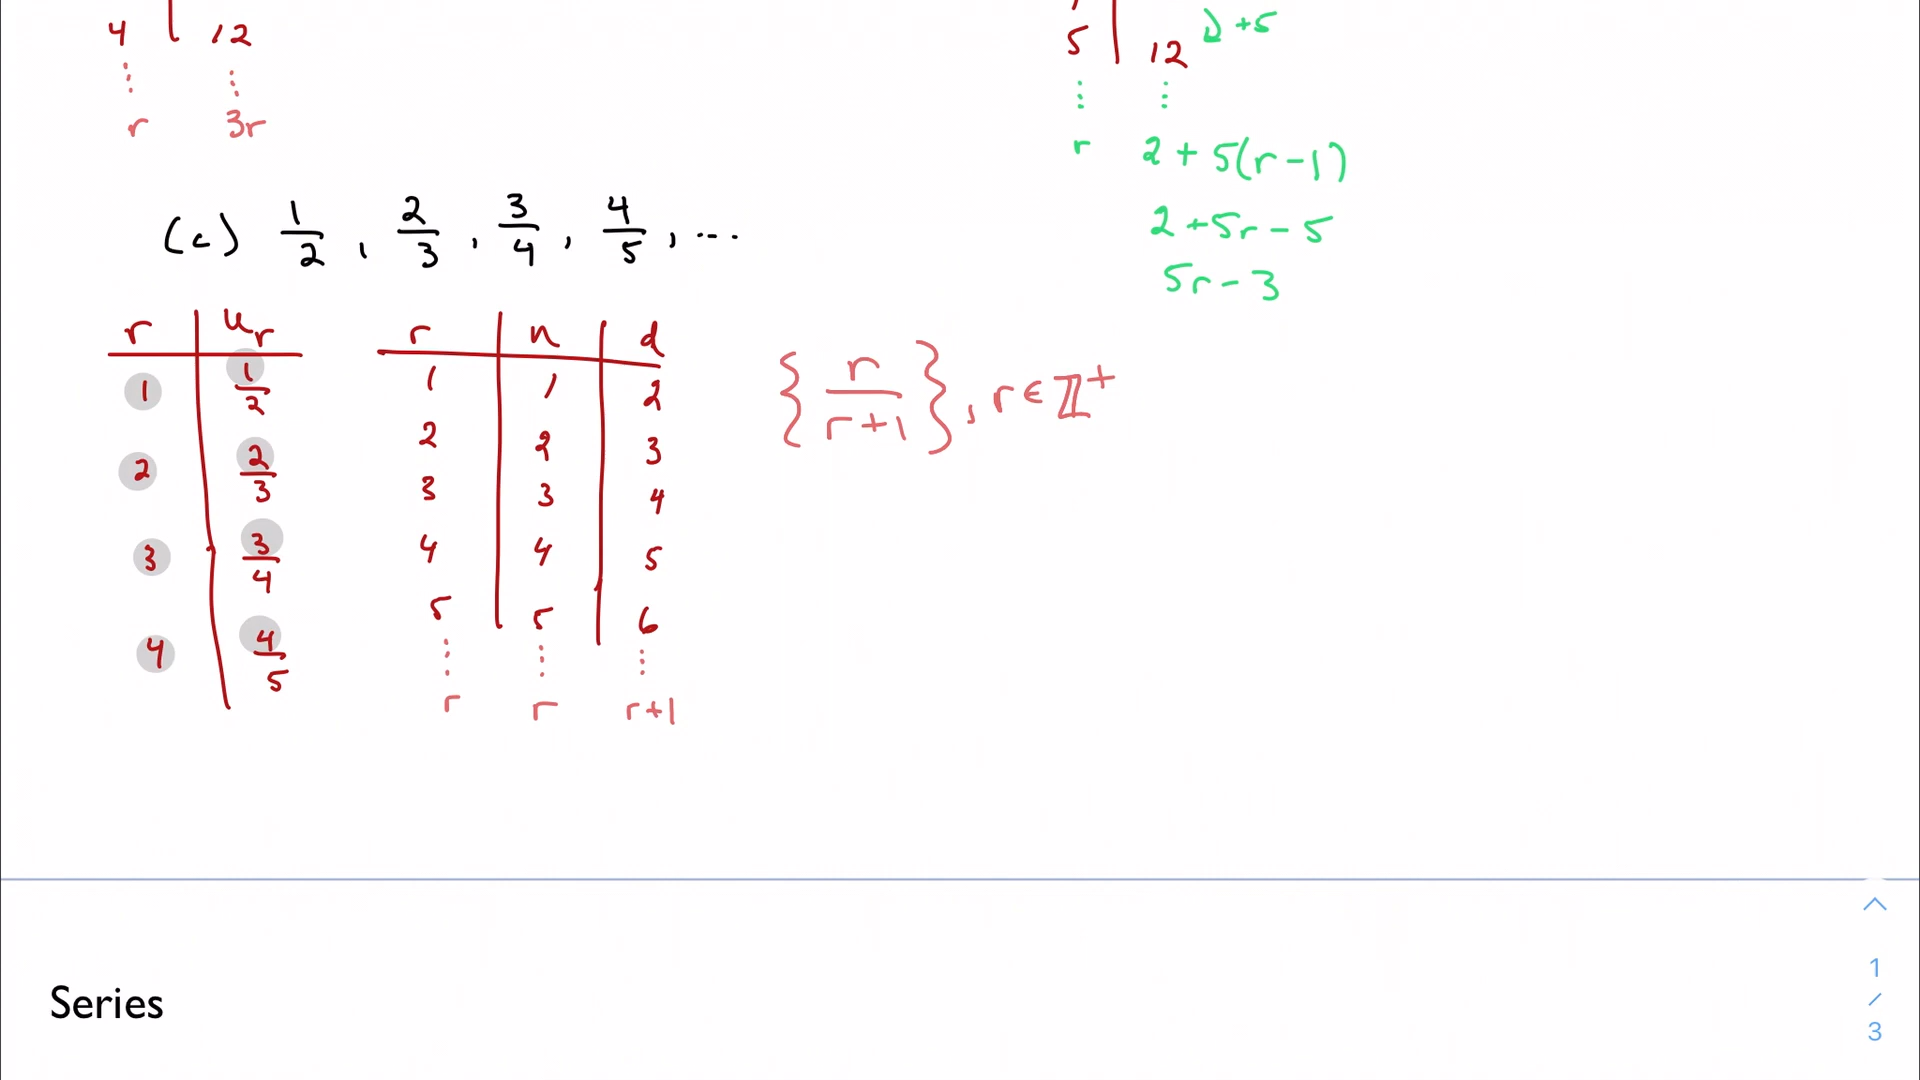 4 | 12
⋮ ⋮
r 3r
5 | 12 +5
⋮ ⋮
r 2 + 5(r-1)
2 + 5r - 5
5r - 3
(c) 1/2, 2/3, 3/4, 4/5, ...
r | u_r
1 | 1/2
2 | 2/3
3 | 3/4
4 | 4/5
r | n | d
1 | 1 | 2
2 | 2 | 3
3 | 3 | 4
4 | 4 | 5
5 | 5 | 6
⋮ ⋮ ⋮
r r r+1
{r/(r+1)}, r ∈ ℤ⁺
Series
1
/
3